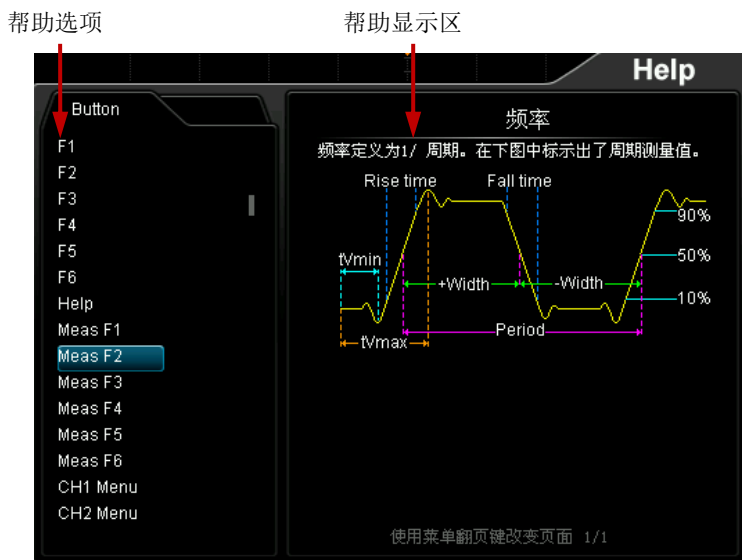 帮助选项
帮助显示区
Help
Button
F1
F2
F3
F4
F5
F6
Help
Meas F1
Meas F2
Meas F3
Meas F4
Meas F5
Meas F6
CH1 Menu
CH2 Menu
频率
频率定义为1/ 周期。在下图中标示出了周期测量值。
Rise time
Fall time
90%
tVmin
50%
+Width
-Width
10%
Period
tVmax
使用菜单翻页键改变页面 1/1